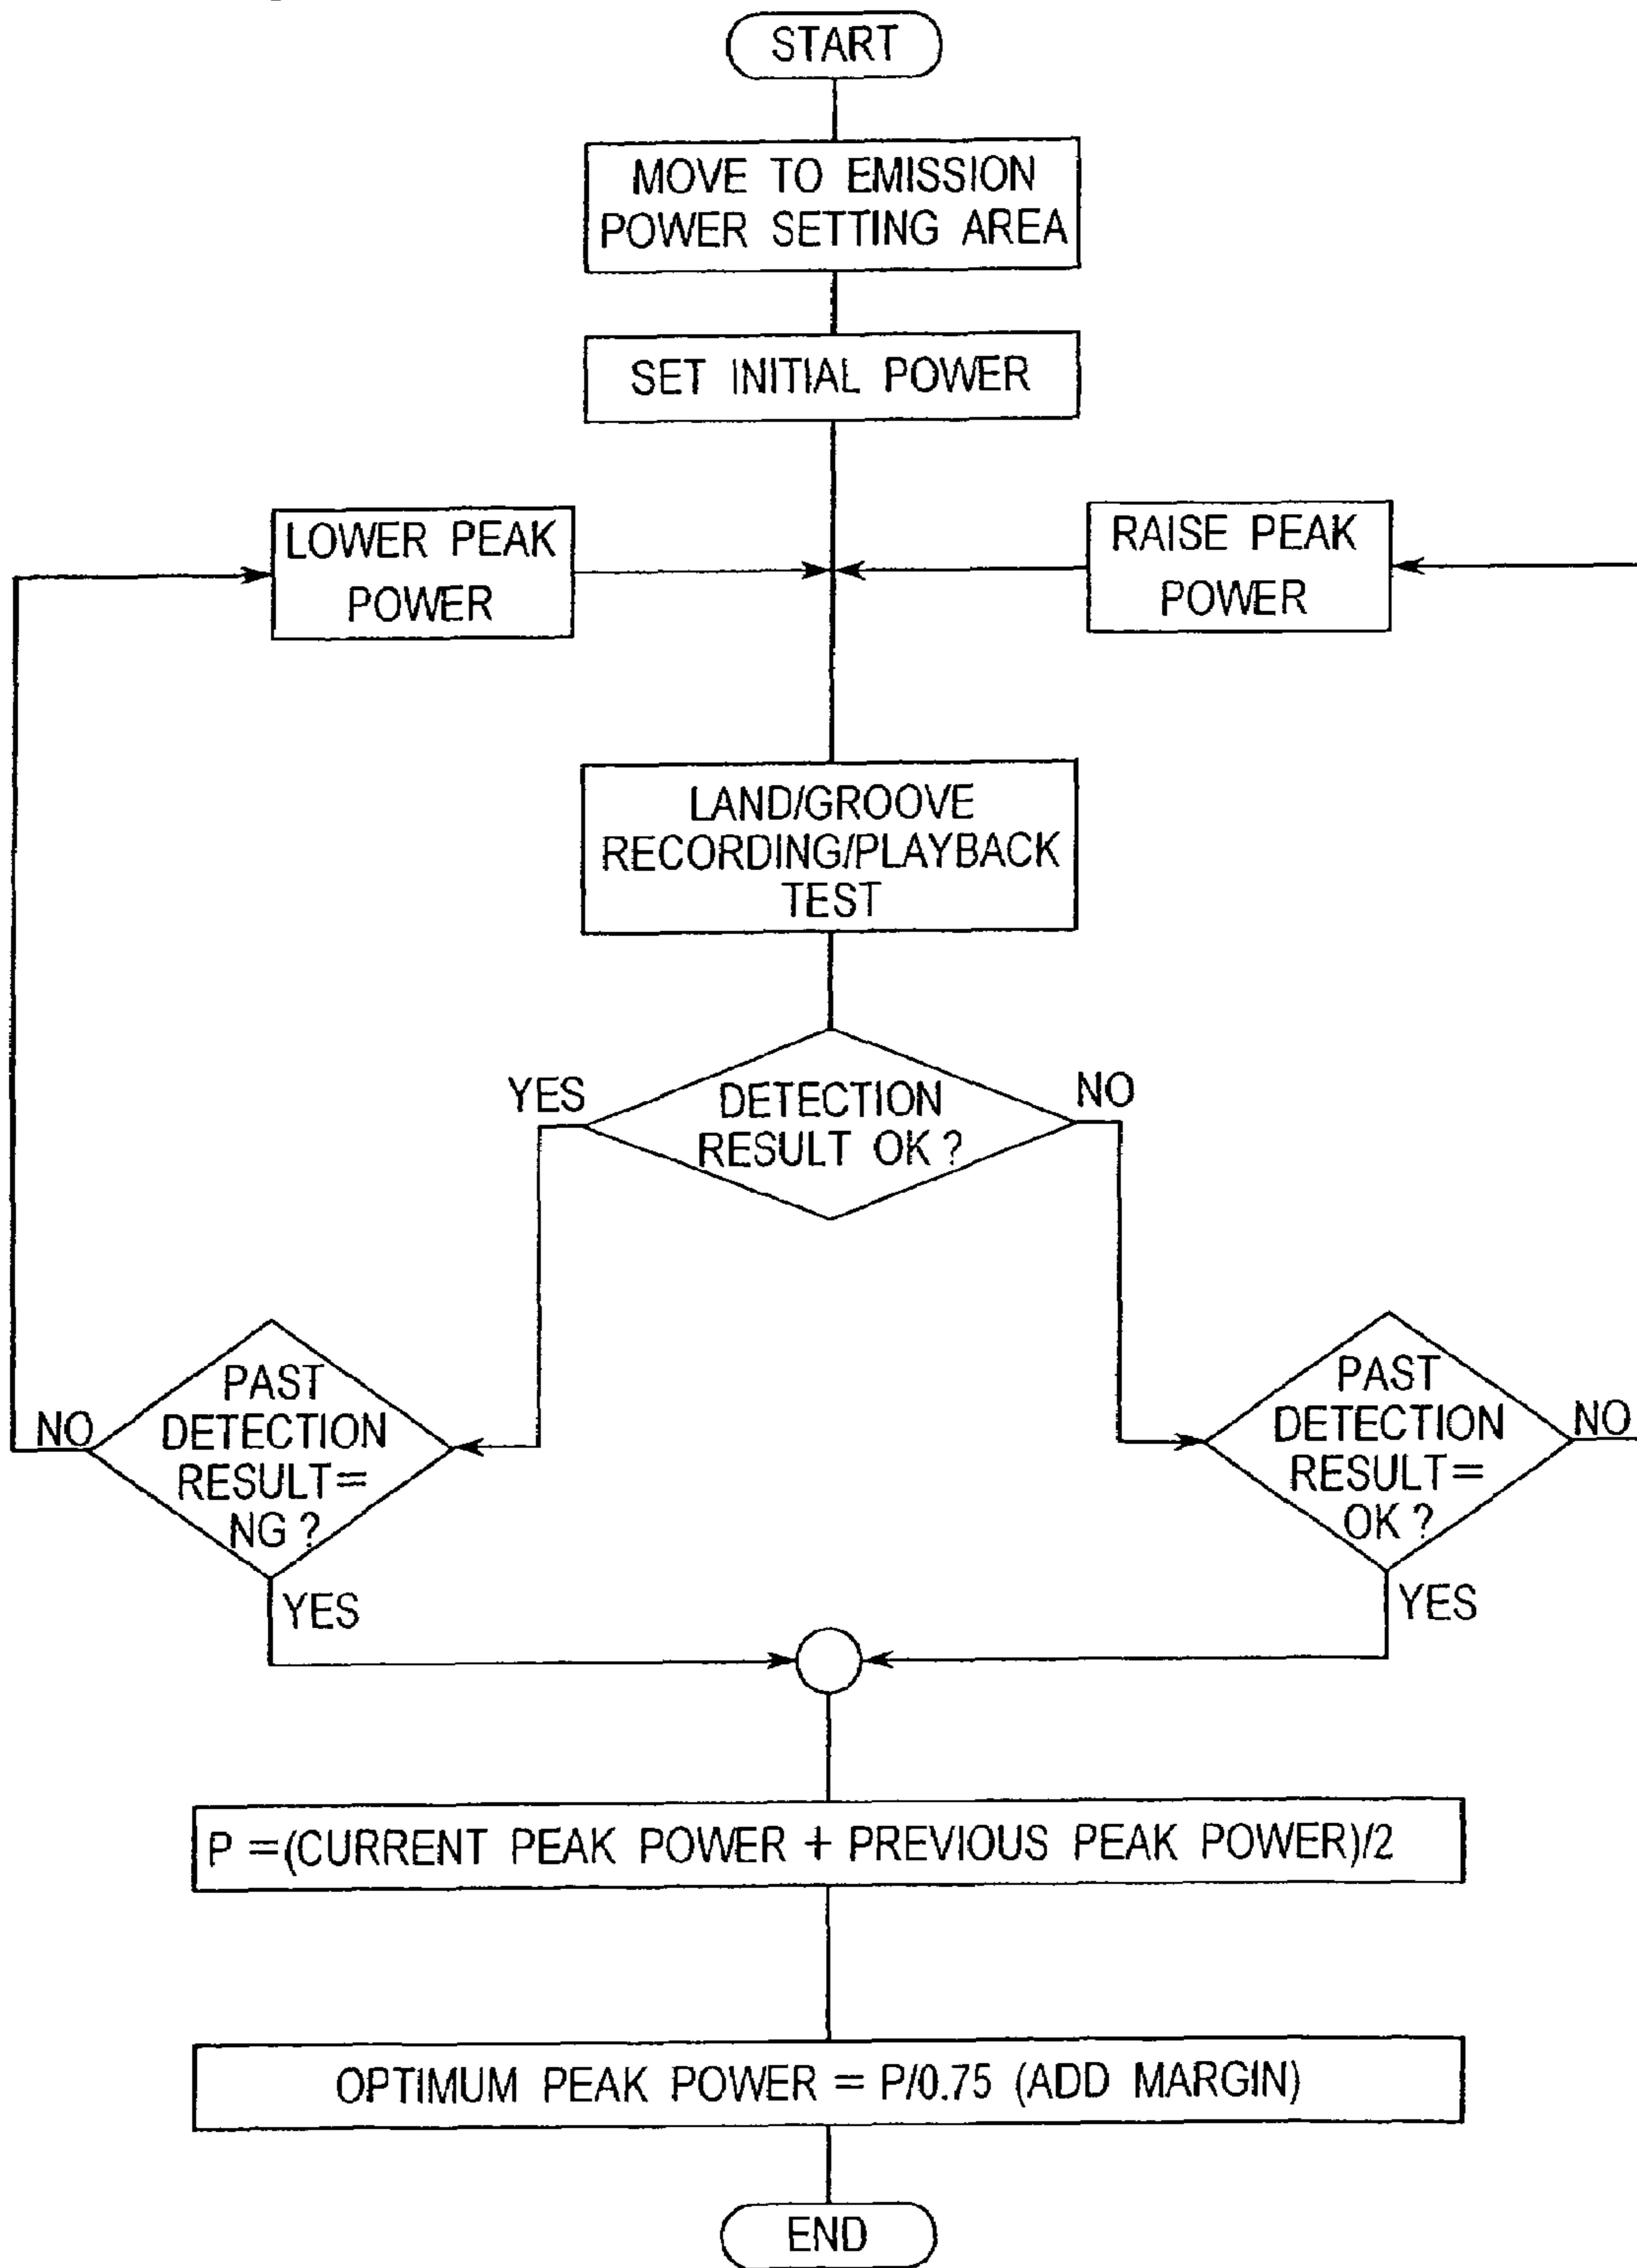 START
MOVE TO EMISSION
POWER SETTING AREA
SET INITIAL POWER
LOWER PEAK
POWER
RAISE PEAK
POWER
LAND/GROOVE
RECORDING/PLAYBACK
TEST
YES
DETECTION
RESULT OK?
NO
NO
PAST
DETECTION
RESULT=
NG?
YES
PAST
DETECTION
RESULT=
OK?
NO
YES
P=(CURRENT PEAK POWER + PREVIOUS PEAK POWER)/2
OPTIMUM PEAK POWER = P/0.75 (ADD MARGIN)
END